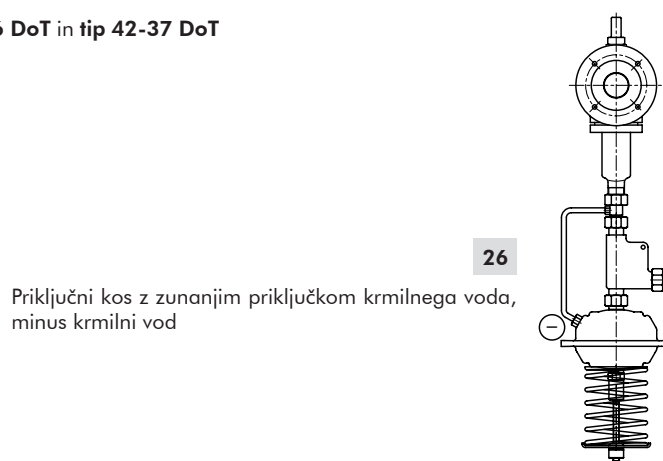 DoT in tip 42-37 DoT
26
Priključni kos z zunanjim priključkom krmilnega voda,
minus krmilni vod
−